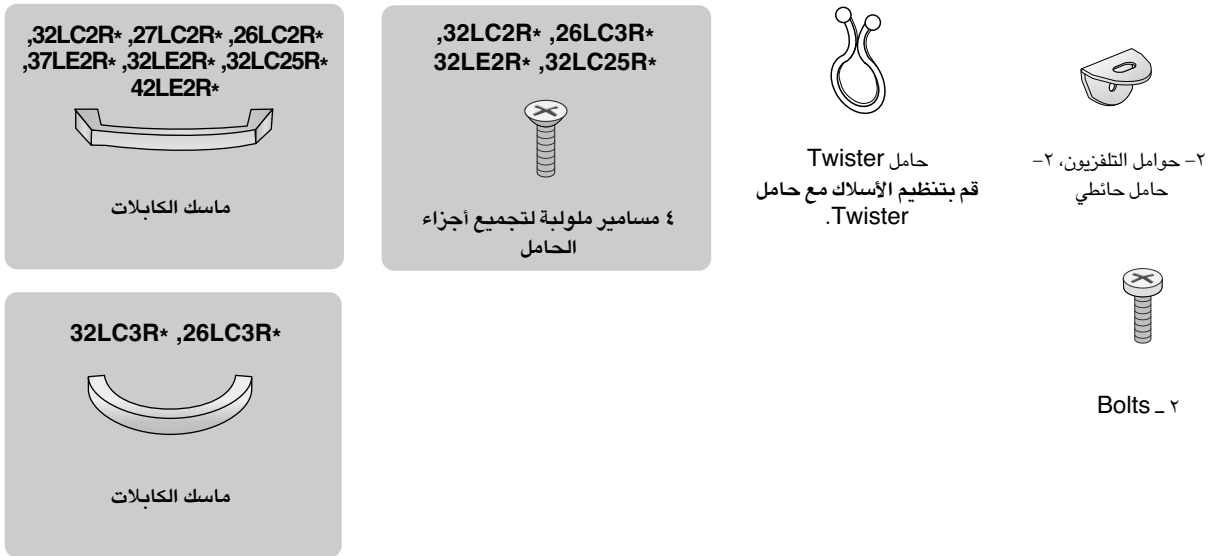 ٢- حوامل التلفزيون، ٢-
حامل حائطي
٢ _ Bolts
حامل Twister
قم بتنظيم الأسلاك مع حامل
Twister.
32LC2R* ,26LC3R*,
32LE2R* ,32LC25R*
٤ مسامير ملولبة لتجميع أجزاء
الحامل
32LC2R* ,27LC2R* ,26LC2R*,
37LE2R* ,32LE2R* ,32LC25R*,
42LE2R*
ماسك الكابلات
32LC3R* ,26LC3R*
ماسك الكابلات